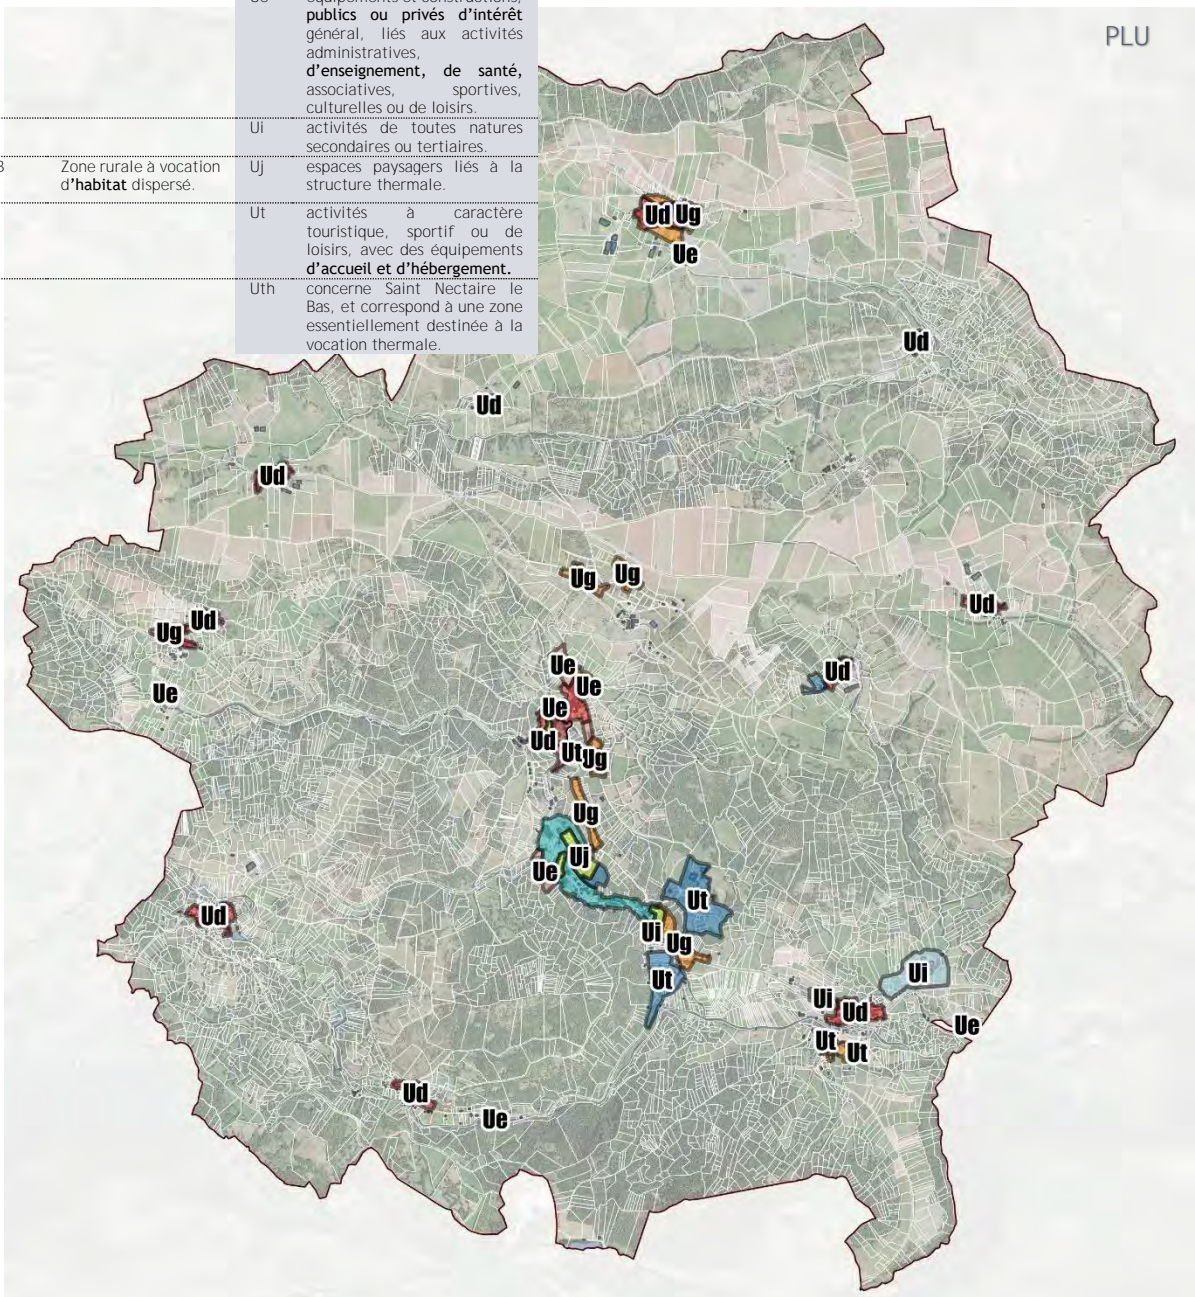 équipements et constructions,
publics ou privés d’intérêt
général, liés aux activités
administratives,
d’enseignement, de santé,
associatives, sportives,
culturelles ou de loisirs.
Ui activités de toutes natures
secondaires ou tertiaires.
Zone rurale à vocation
d’habitat dispersé.
Uj espaces paysagers liés à la
structure thermale.
Ut activités à caractère
touristique, sportif ou de
loisirs, avec des équipements
d’accueil et d’hébergement.
Uth concerne Saint Nectaire le
Bas, et correspond à une zone
essentiellement destinée à la
vocation thermale.
PLU
Ud Ug
Ue
Ud
Ud
Ud
Ug Ug
Ud
Ud
Ug
Ue
Ue
Ue
Ue
Ud
Ud
Ut Ug
Ug
Uj
Ue
Ut
Ud
Ui Ug
Ut
Ui
Ui Ud
Ue
Ut Ut
Ud
Ue